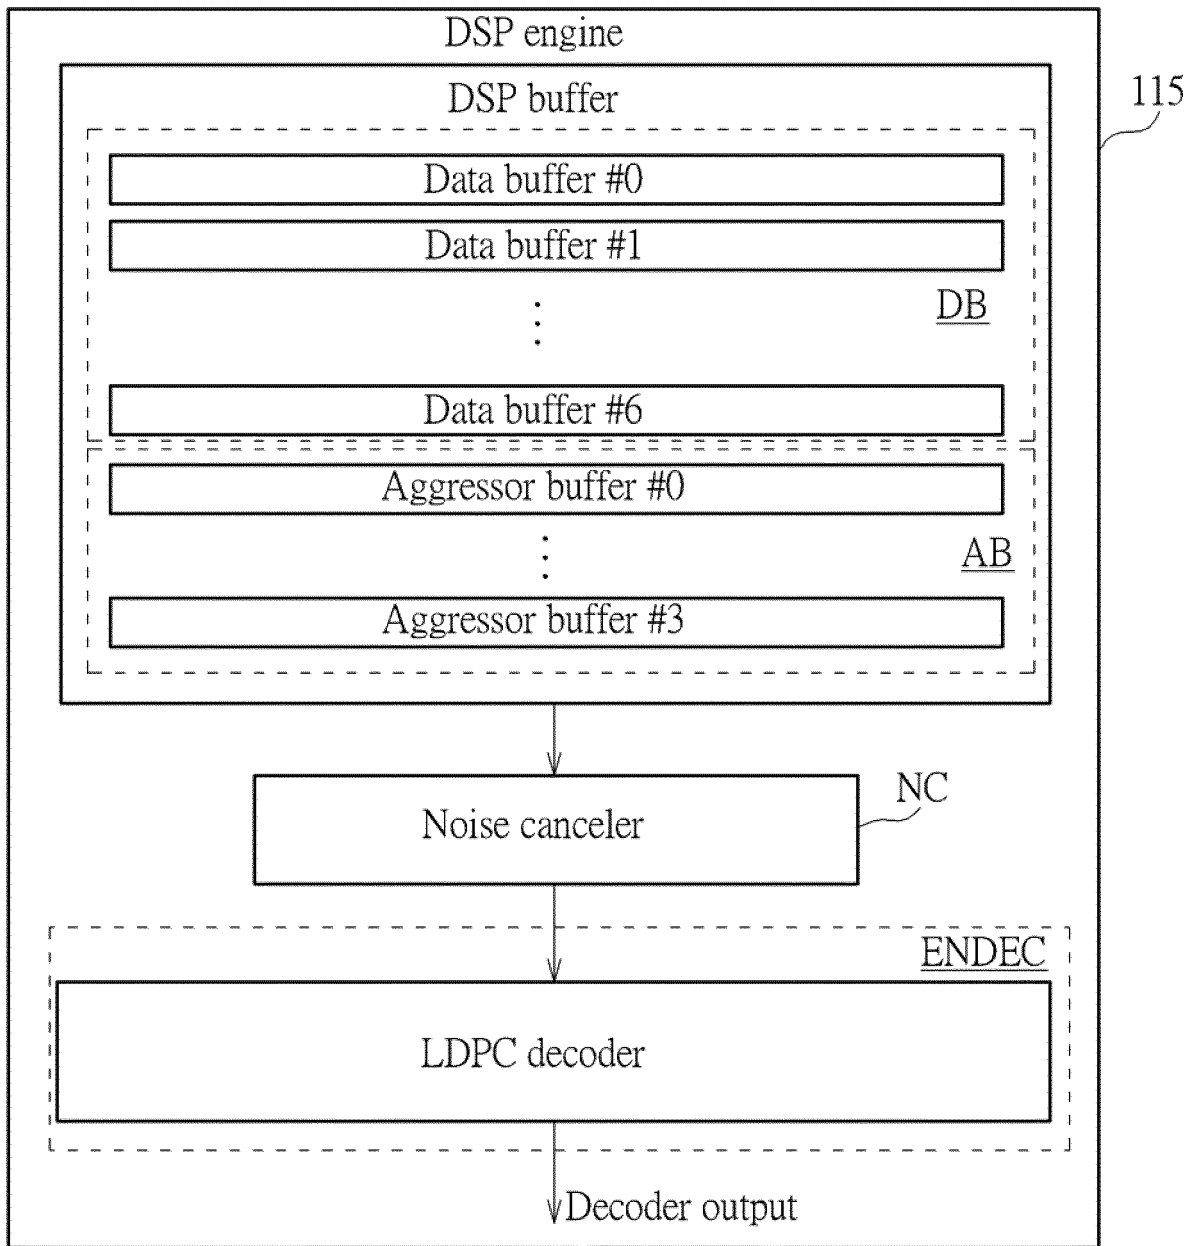 DSP engine
DSP buffer
115
Data buffer #0
Data buffer #1
DB
Data buffer #6
Aggressor buffer #0
AB
Aggressor buffer #3
NC
Noise canceler
ENDEC
LDPC decoder
Decoder output